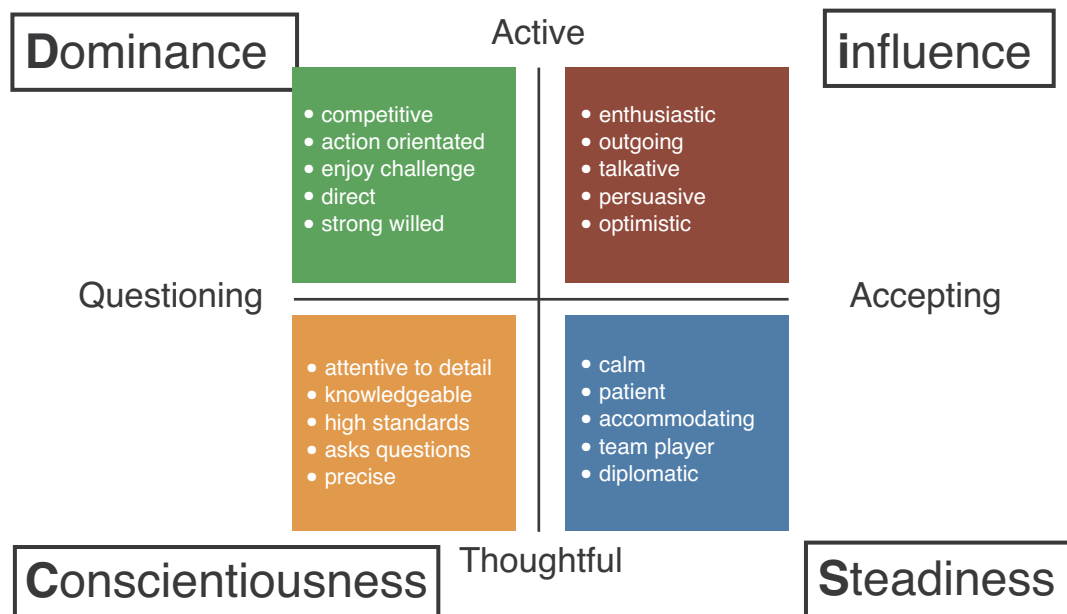 Dominance
Active
influence
• competitive
• action orientated
• enjoy challenge
• direct
• strong willed
• enthusiastic
• outgoing
• talkative
• persuasive
• optimistic
Questioning
Accepting
• attentive to detail
• knowledgeable
• high standards
• asks questions
• precise
• calm
• patient
• accommodating
• team player
• diplomatic
Conscientiousness
Thoughtful
Steadiness